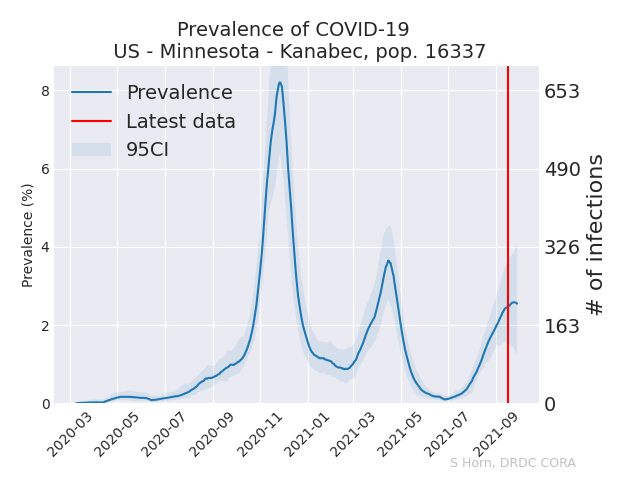 Prevalence of COVID-19
US - Minnesota - Kanabec, pop. 16337
Prevalence
Latest data
95CI
Prevalence (%)
8
6
4
2
0
653
490
326
163
0
# of infections
2020-03
2020-05
2020-07
2020-09
2020-11
2021-01
2021-03
2021-05
2021-07
2021-09
S Horn, DRDC CORA